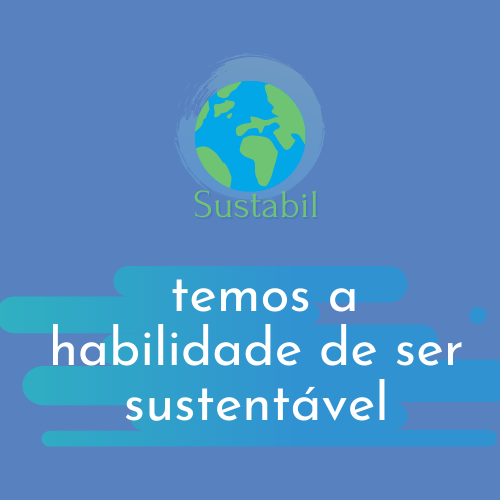 Sustabil
temos a
habilidade de ser
sustentável